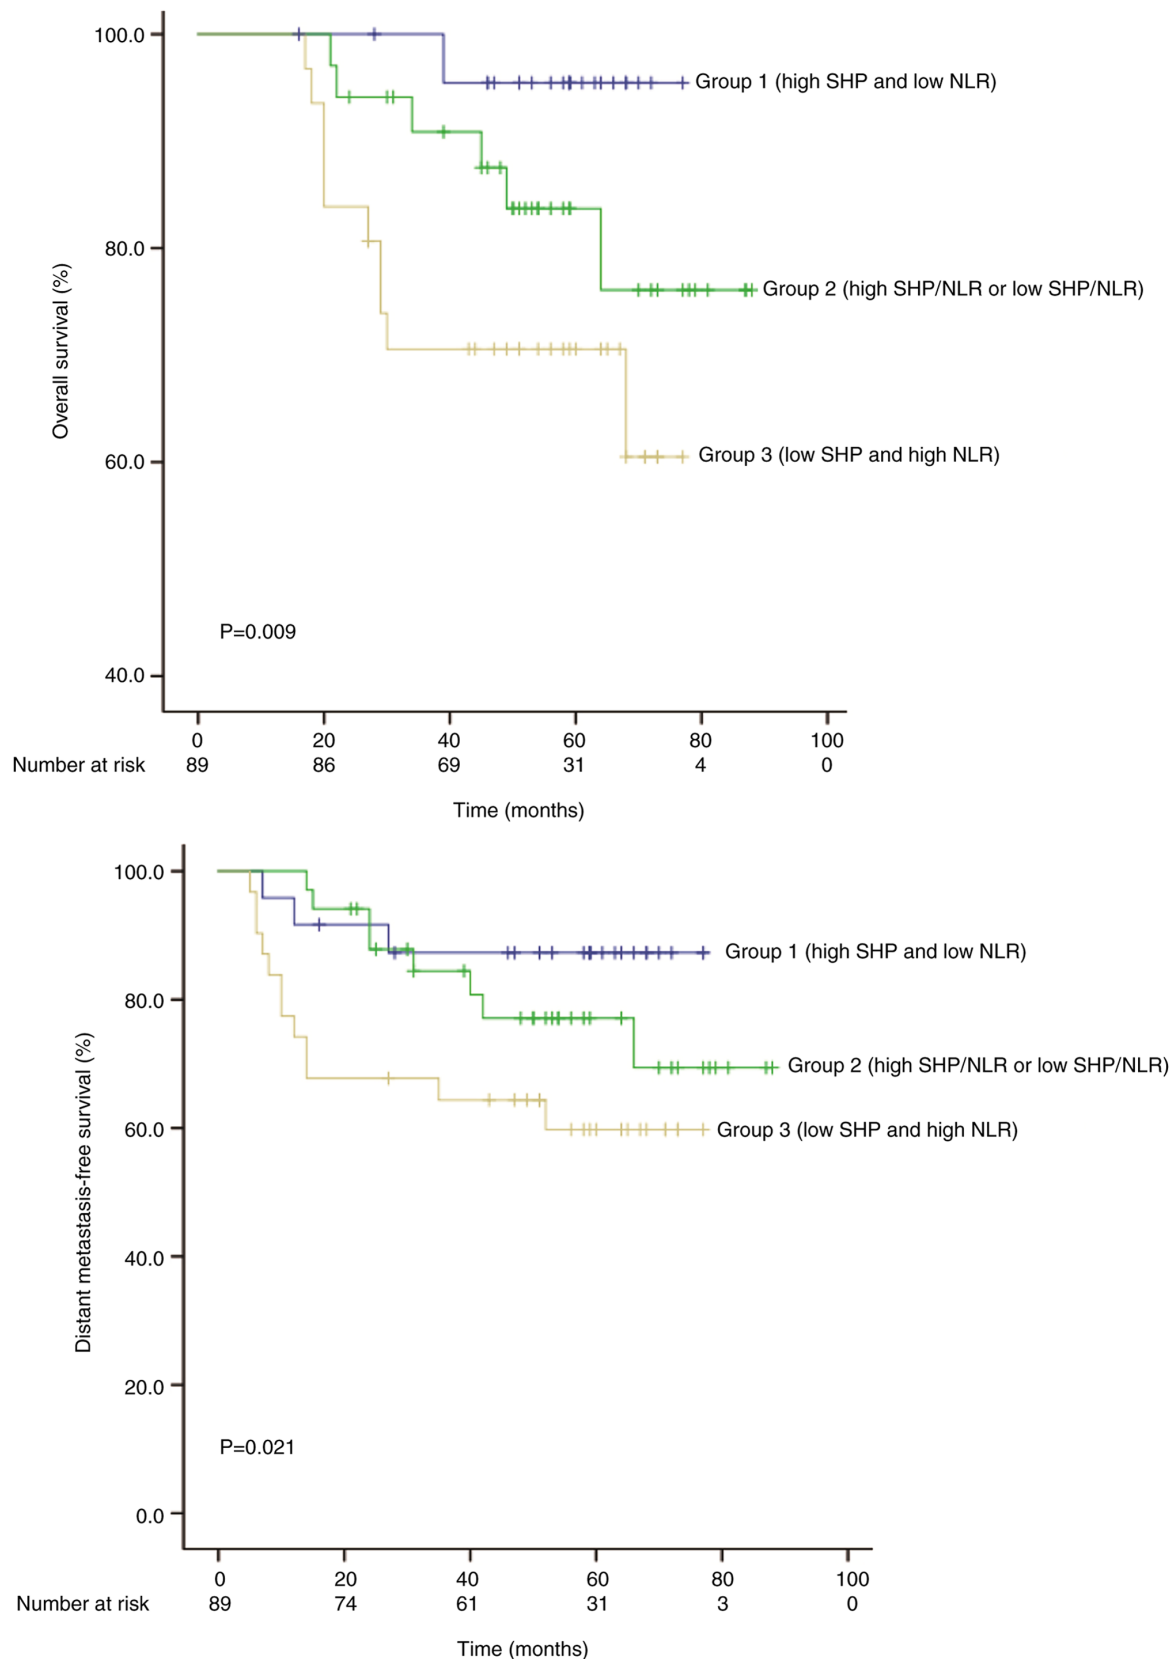 100.0
Group 1 (high SHP and low NLR)
80.0
Group 2 (high SHP/NLR or low SHP/NLR)
Overall survival (%)
60.0
Group 3 (low SHP and high NLR)
P=0.009
40.0
0 20 40 60 80 100
Number at risk 89 86 69 31 4 0
Time (months)
100.0
Group 1 (high SHP and low NLR)
80.0
Group 2 (high SHP/NLR or low SHP/NLR)
Distant metastasis-free survival (%)
60.0
Group 3 (low SHP and high NLR)
40.0
20.0
P=0.021
0.0
0 20 40 60 80 100
Number at risk 89 74 61 31 3 0
Time (months)